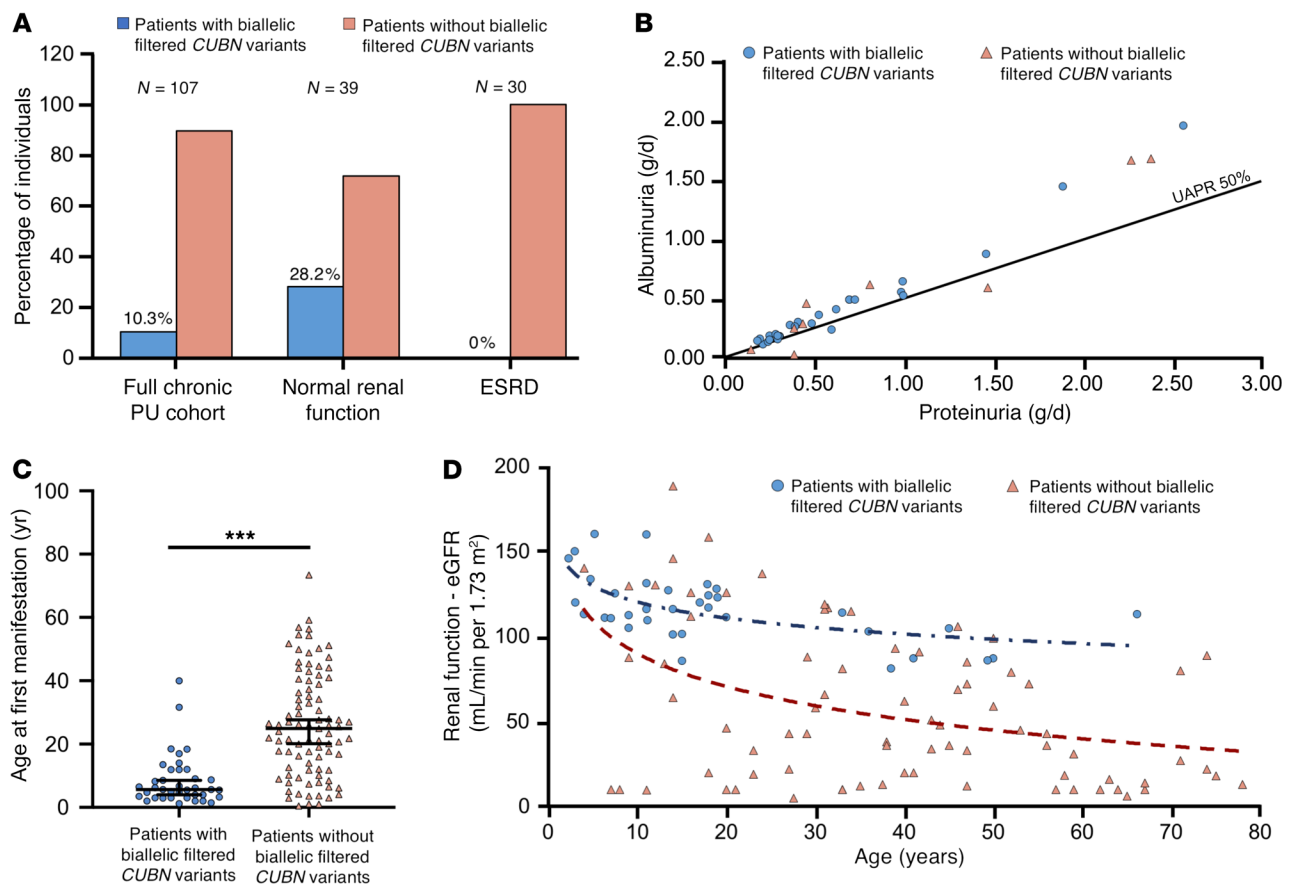 A
Patients with biallelic
filtered CUBN variants
Patients without biallelic
filtered CUBN variants
Percentage of individuals
120
100
80
60
40
20
0
N = 107
N = 39
N = 30
10.3%
28.2%
0%
Full chronic
PU cohort
Normal renal
function
ESRD
B
Patients with biallelic
filtered CUBN variants
Patients without biallelic
filtered CUBN variants
Albuminuria (g/d)
2.50
2.00
1.50
1.00
0.50
0.00
UAPR 50%
0.00 0.50 1.00 1.50 2.00 2.50 3.00
Proteinuria (g/d)
C
Age at first manifestation (yr)
100
80
60
40
20
0
***
Patients with
biallelic filtered
CUBN variants
Patients without
biallelic filtered
CUBN variants
D
Patients with biallelic
filtered CUBN variants
Patients without biallelic
filtered CUBN variants
Renal function - eGFR
(mL/min per 1.73 m²)
200
150
100
50
0
0 10 20 30 40 50 60 70 80
Age (years)